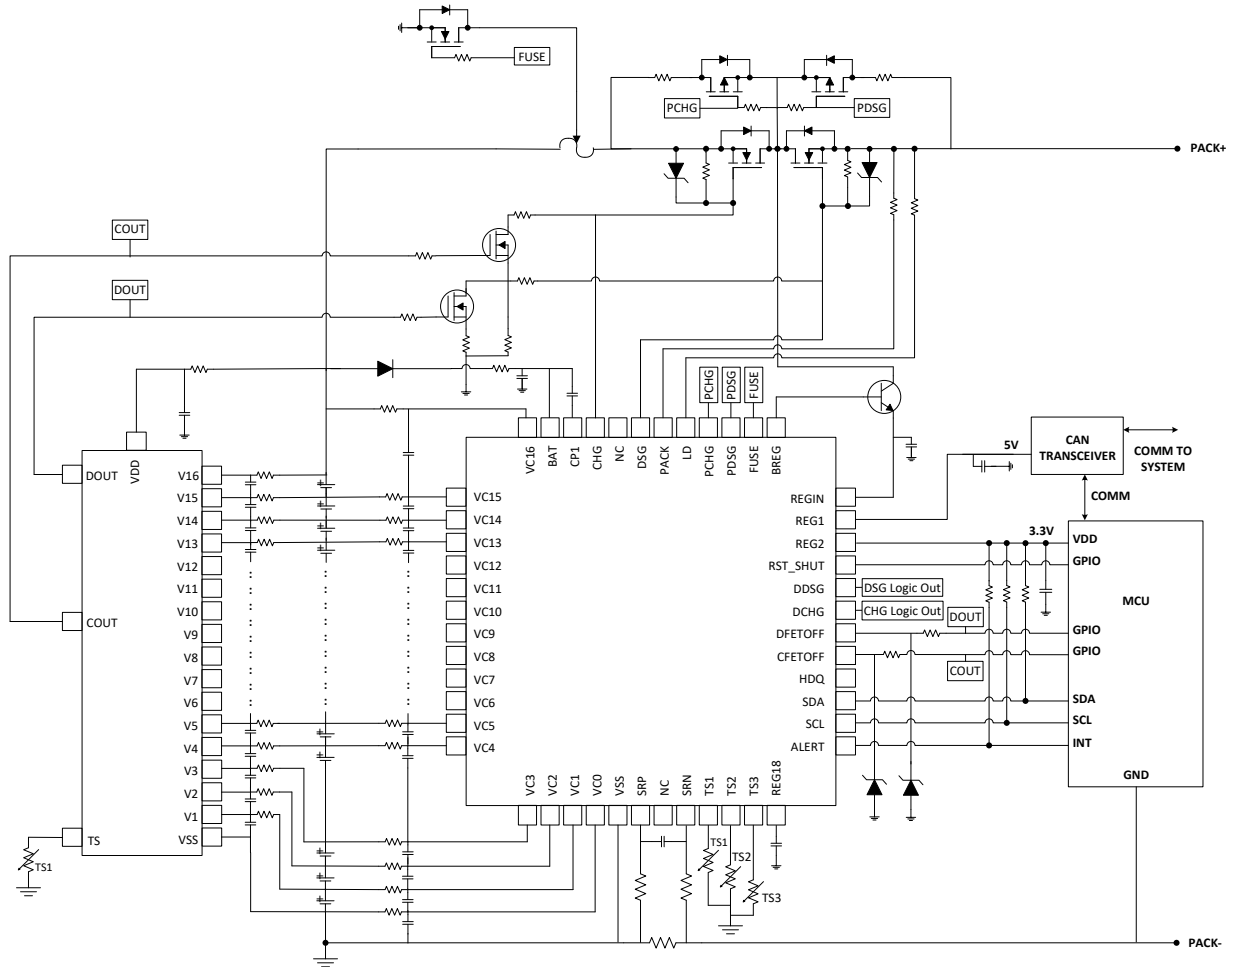 FUSE
PCHG
PDSG
PACK+
COUT
DOUT
PCHG
PDSG
FUSE
VC16
BAT
CP1
CHG
NC
DSG
PACK
LD
PCHG
PDSG
FUSE
BREG
5V
CAN
TRANSCEIVER
COMM TO
SYSTEM
COMM
VDD
DOUT
COUT
TS
TS1
V16
V15
V14
V13
V12
V11
V10
V9
V8
V7
V6
V5
V4
V3
V2
V1
VSS
VC15
VC14
VC13
VC12
VC11
VC10
VC9
VC8
VC7
VC6
VC5
VC4
REGIN
REG1
REG2
RST_SHUT
DDSG
DCHG
DFETOFF
CFETOFF
HDQ
SDA
SCL
ALERT
DSG Logic Out
CHG Logic Out
DOUT
COUT
3.3V
VDD
GPIO
MCU
GPIO
GPIO
SDA
SCL
INT
GND
VC3
VC2
VC1
VC0
VSS
SRP
NC
SRN
TS1
TS2
TS3
REG18
TS1
TS2
TS3
PACK-